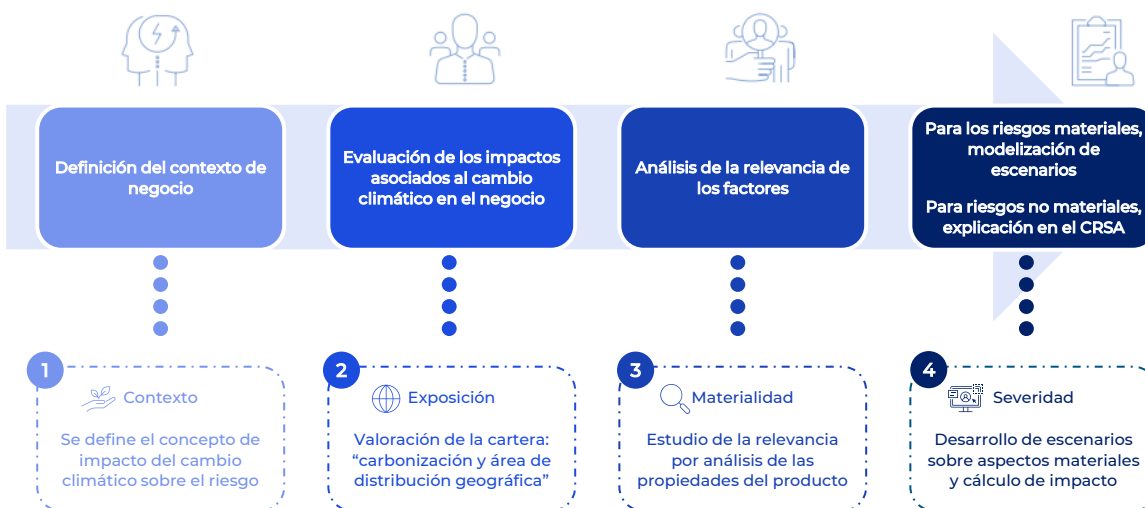 Definición del contexto de
negocio
Evaluación de los impactos
asociados al cambio
climático en el negocio
Análisis de la relevancia de
los factores
Para los riesgos materiales,
modelización de
escenarios
Para riesgos no materiales,
explicación en el CRSA
1
Contexto
Se define el concepto de
impacto del cambio
climático sobre el riesgo
2
Exposición
Valoración de la cartera:
“carbonización y área de
distribución geográfica”
3
Materialidad
Estudio de la relevancia
por análisis de las
propiedades del producto
4
Severidad
Desarrollo de escenarios
sobre aspectos materiales
y cálculo de impacto